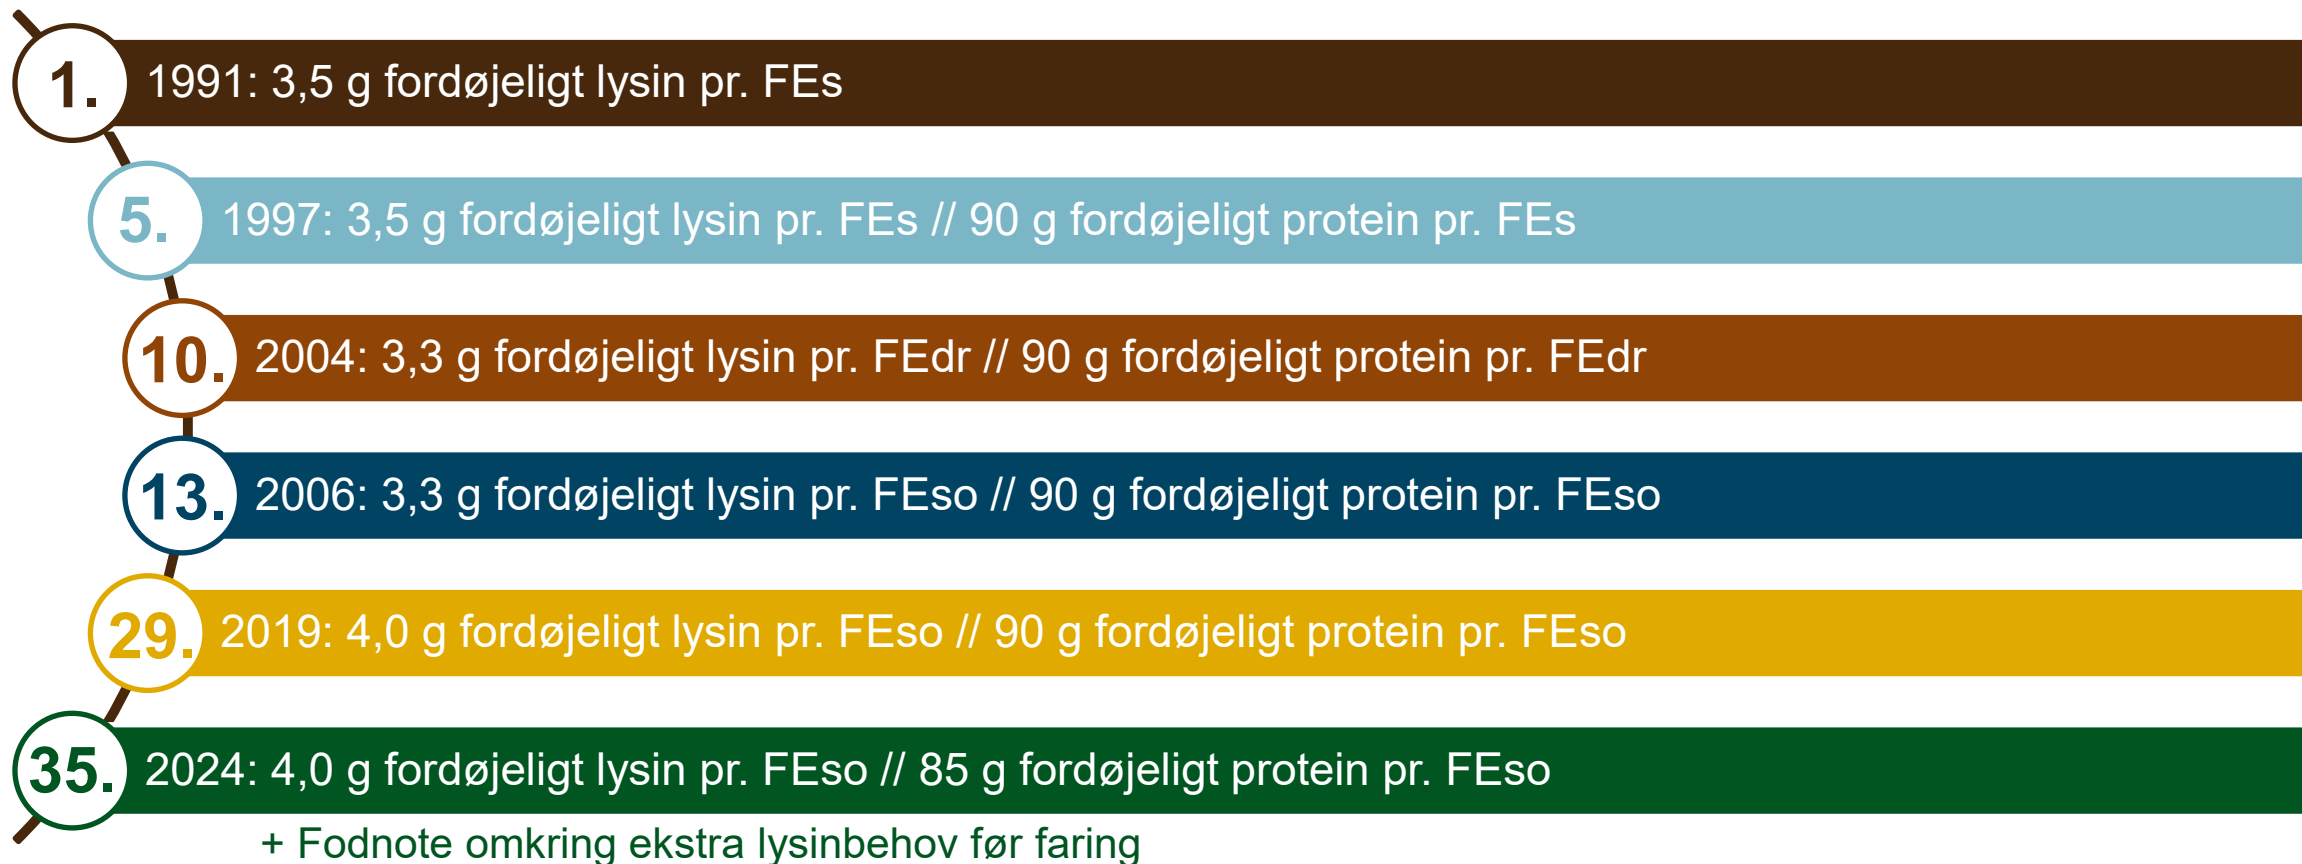 1. 1991: 3,5 g fordøjeligt lysin pr. FEs
5. 1997: 3,5 g fordøjeligt lysin pr. FEs // 90 g fordøjeligt protein pr. FEs
10. 2004: 3,3 g fordøjeligt lysin pr. FEdr // 90 g fordøjeligt protein pr. FEdr
13. 2006: 3,3 g fordøjeligt lysin pr. FEso // 90 g fordøjeligt protein pr. FEso
29. 2019: 4,0 g fordøjeligt lysin pr. FEso // 90 g fordøjeligt protein pr. FEso
35. 2024: 4,0 g fordøjeligt lysin pr. FEso // 85 g fordøjeligt protein pr. FEso
+ Fodnote omkring ekstra lysinbehov før faring